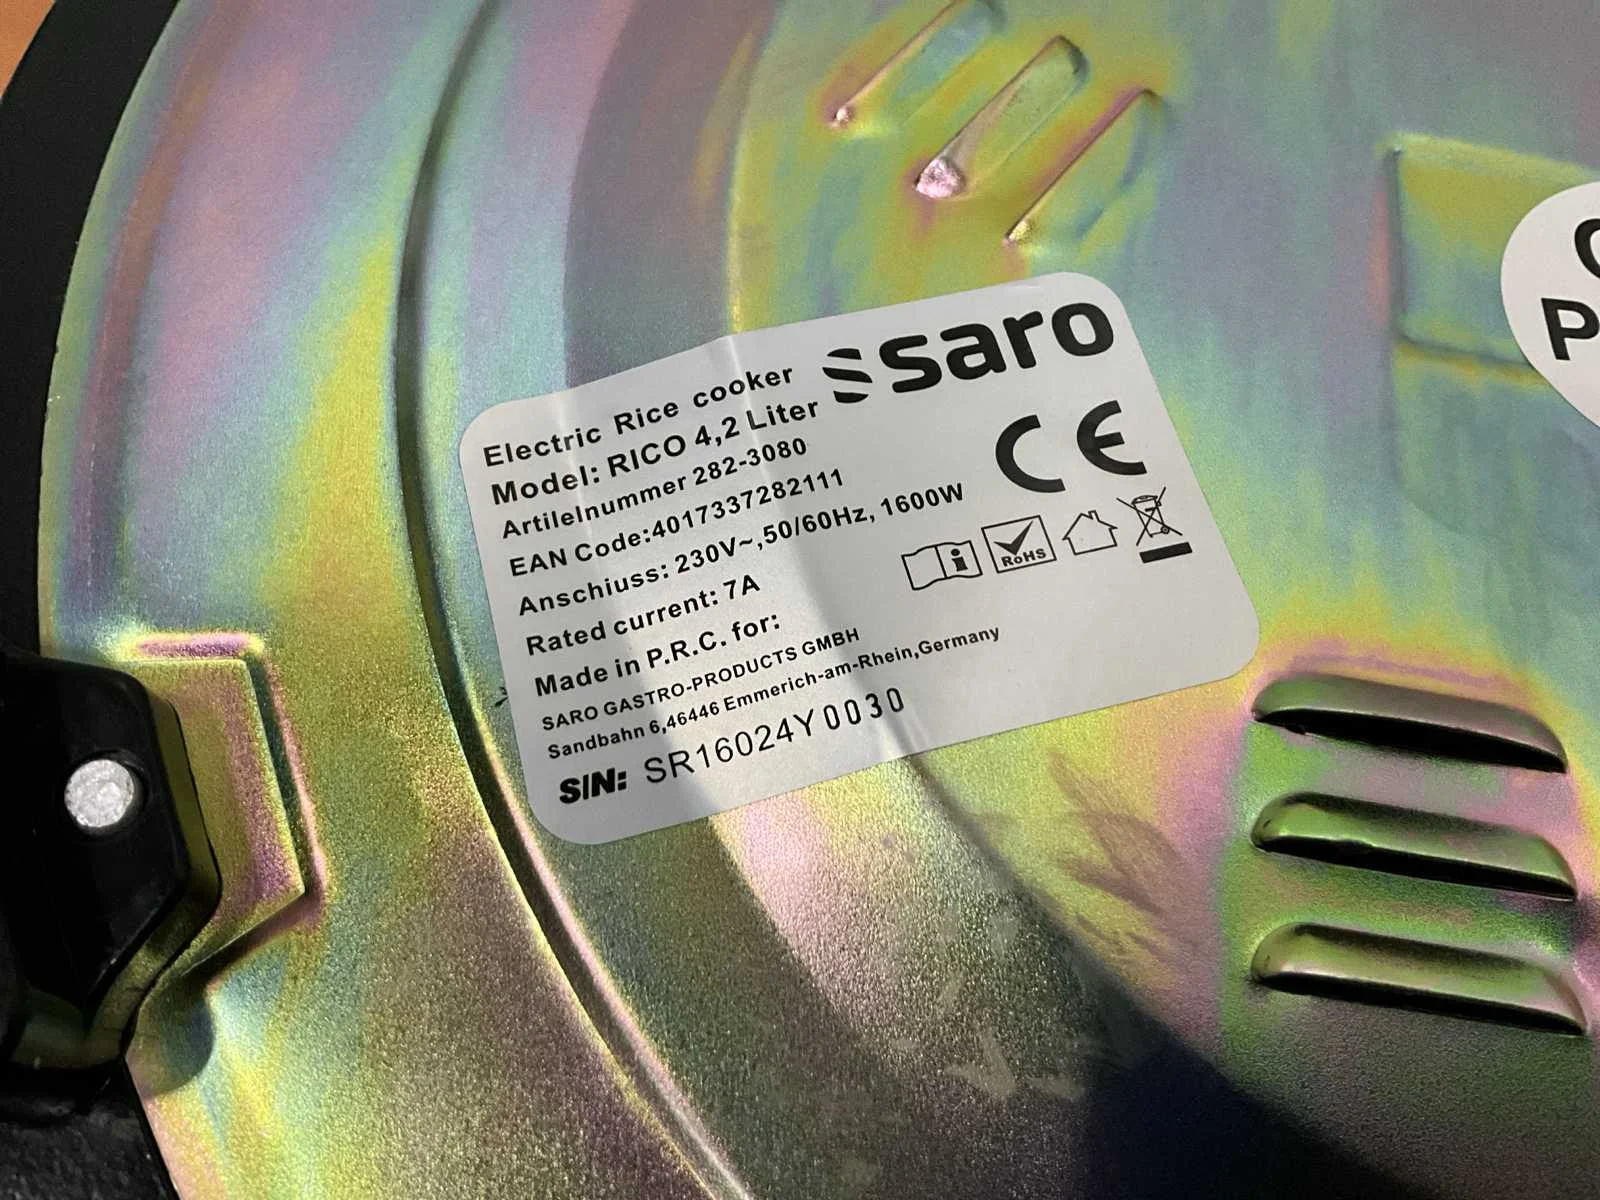 saro
Electric Rice cooker
Model: RICO 4,2 Liter
Artilelnummer 282-3080
EAN Code:4017337282111
Anschiuss: 230V~,50/60Hz, 1600W
Rated current: 7A
Made in P.R.C. for:
SARO GASTRO-PRODUCTS GMBH
Sandbahn 6,46446 Emmerich-am-Rhein,Germany
S/N: SR16024Y0030
CE
RoHS
P